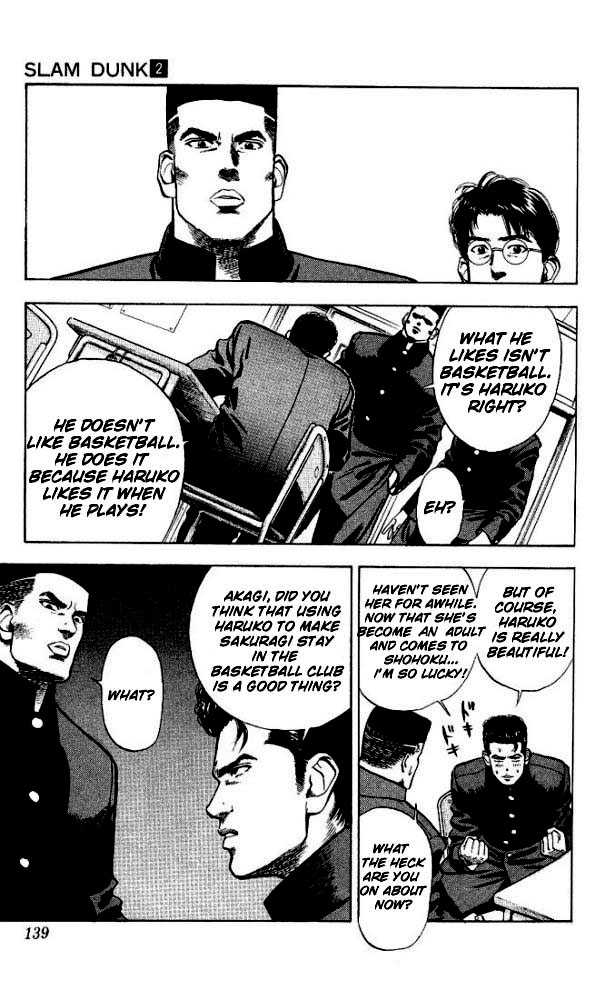 SLAM DUNK 2
WHAT HE
LIKES ISN'T
BASKETBALL.
IT'S HARUKO
RIGHT?
EH?
HE DOESN'T
LIKE BASKETBALL.
HE DOES IT
BECAUSE HARUKO
LIKES IT WHEN
HE PLAYS!
BUT OF
COURSE,
HARUKO
IS REALLY
BEAUTIFUL!
HAVEN'T SEEN
HER FOR AWHILE.
NOW THAT SHE'S
BECOME AN ADULT
AND COMES TO
SHOHOKU...
I'M SO LUCKY!
ドキ
ドキ
WHAT
THE HECK
ARE YOU
ON ABOUT
NOW?
AKAGI, DID YOU
THINK THAT USING
HARUKO TO MAKE
SAKURAGI STAY
IN THE
BASKETBALL CLUB
IS A GOOD THING?
WHAT?
139